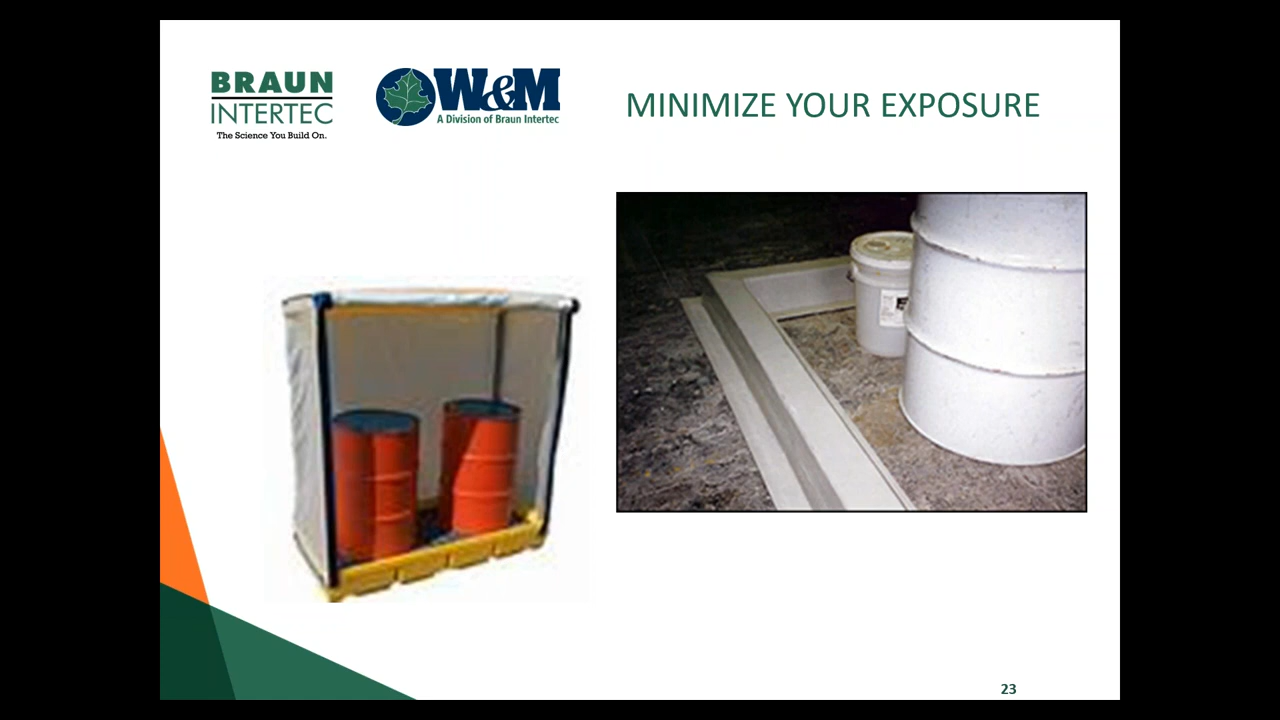 BRAUN
INTERTEC
The Science You Build On.
W&M
A Division of Braun Intertec
MINIMIZE YOUR EXPOSURE
23